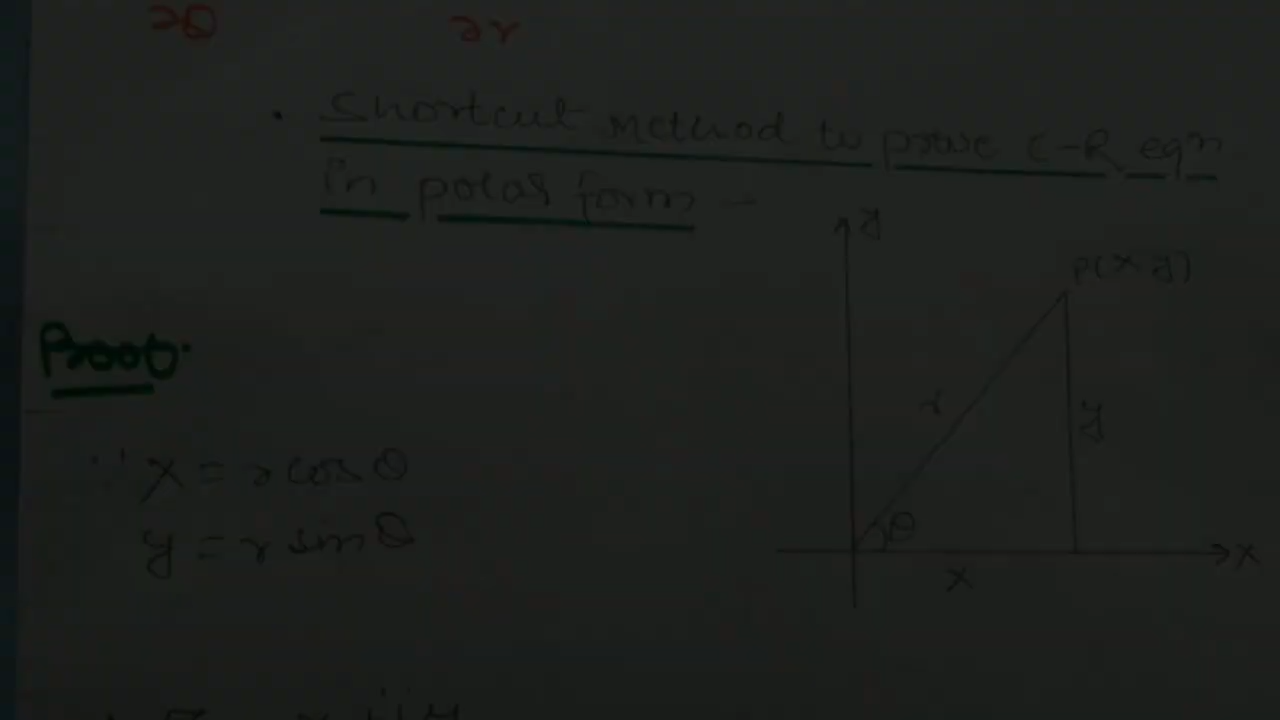 ∂θ ∂r
. Shortcut method to prove C-R eqn
in polar form -
y
P(x y)
Proof.
r
y
∵ x = r cos θ
y = r sin θ
θ
x
x